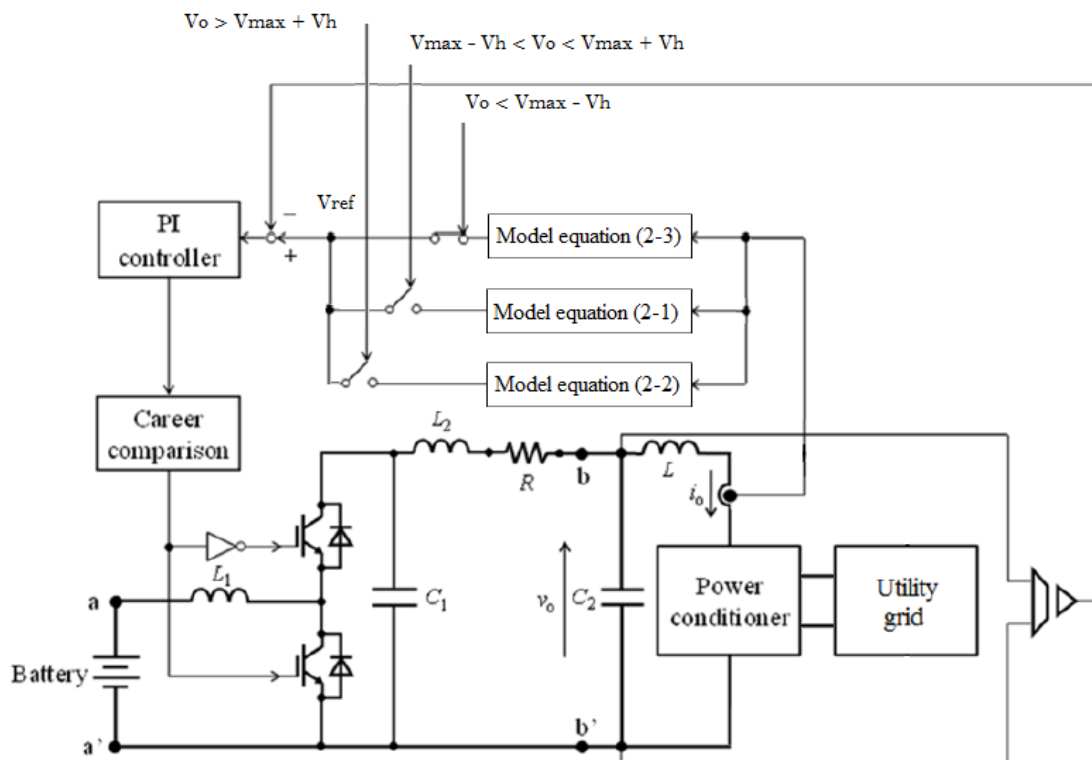 Vo > Vmax + Vh
Vmax - Vh < Vo < Vmax + Vh
Vo < Vmax - Vh
Vref
PI
controller
−
+
Model equation (2-3)
Model equation (2-1)
Model equation (2-2)
Career
comparison
L2
R
b
L
io
L1
a
C1
vo
C2
Power
conditioner
Utility
grid
Battery
a'
b'